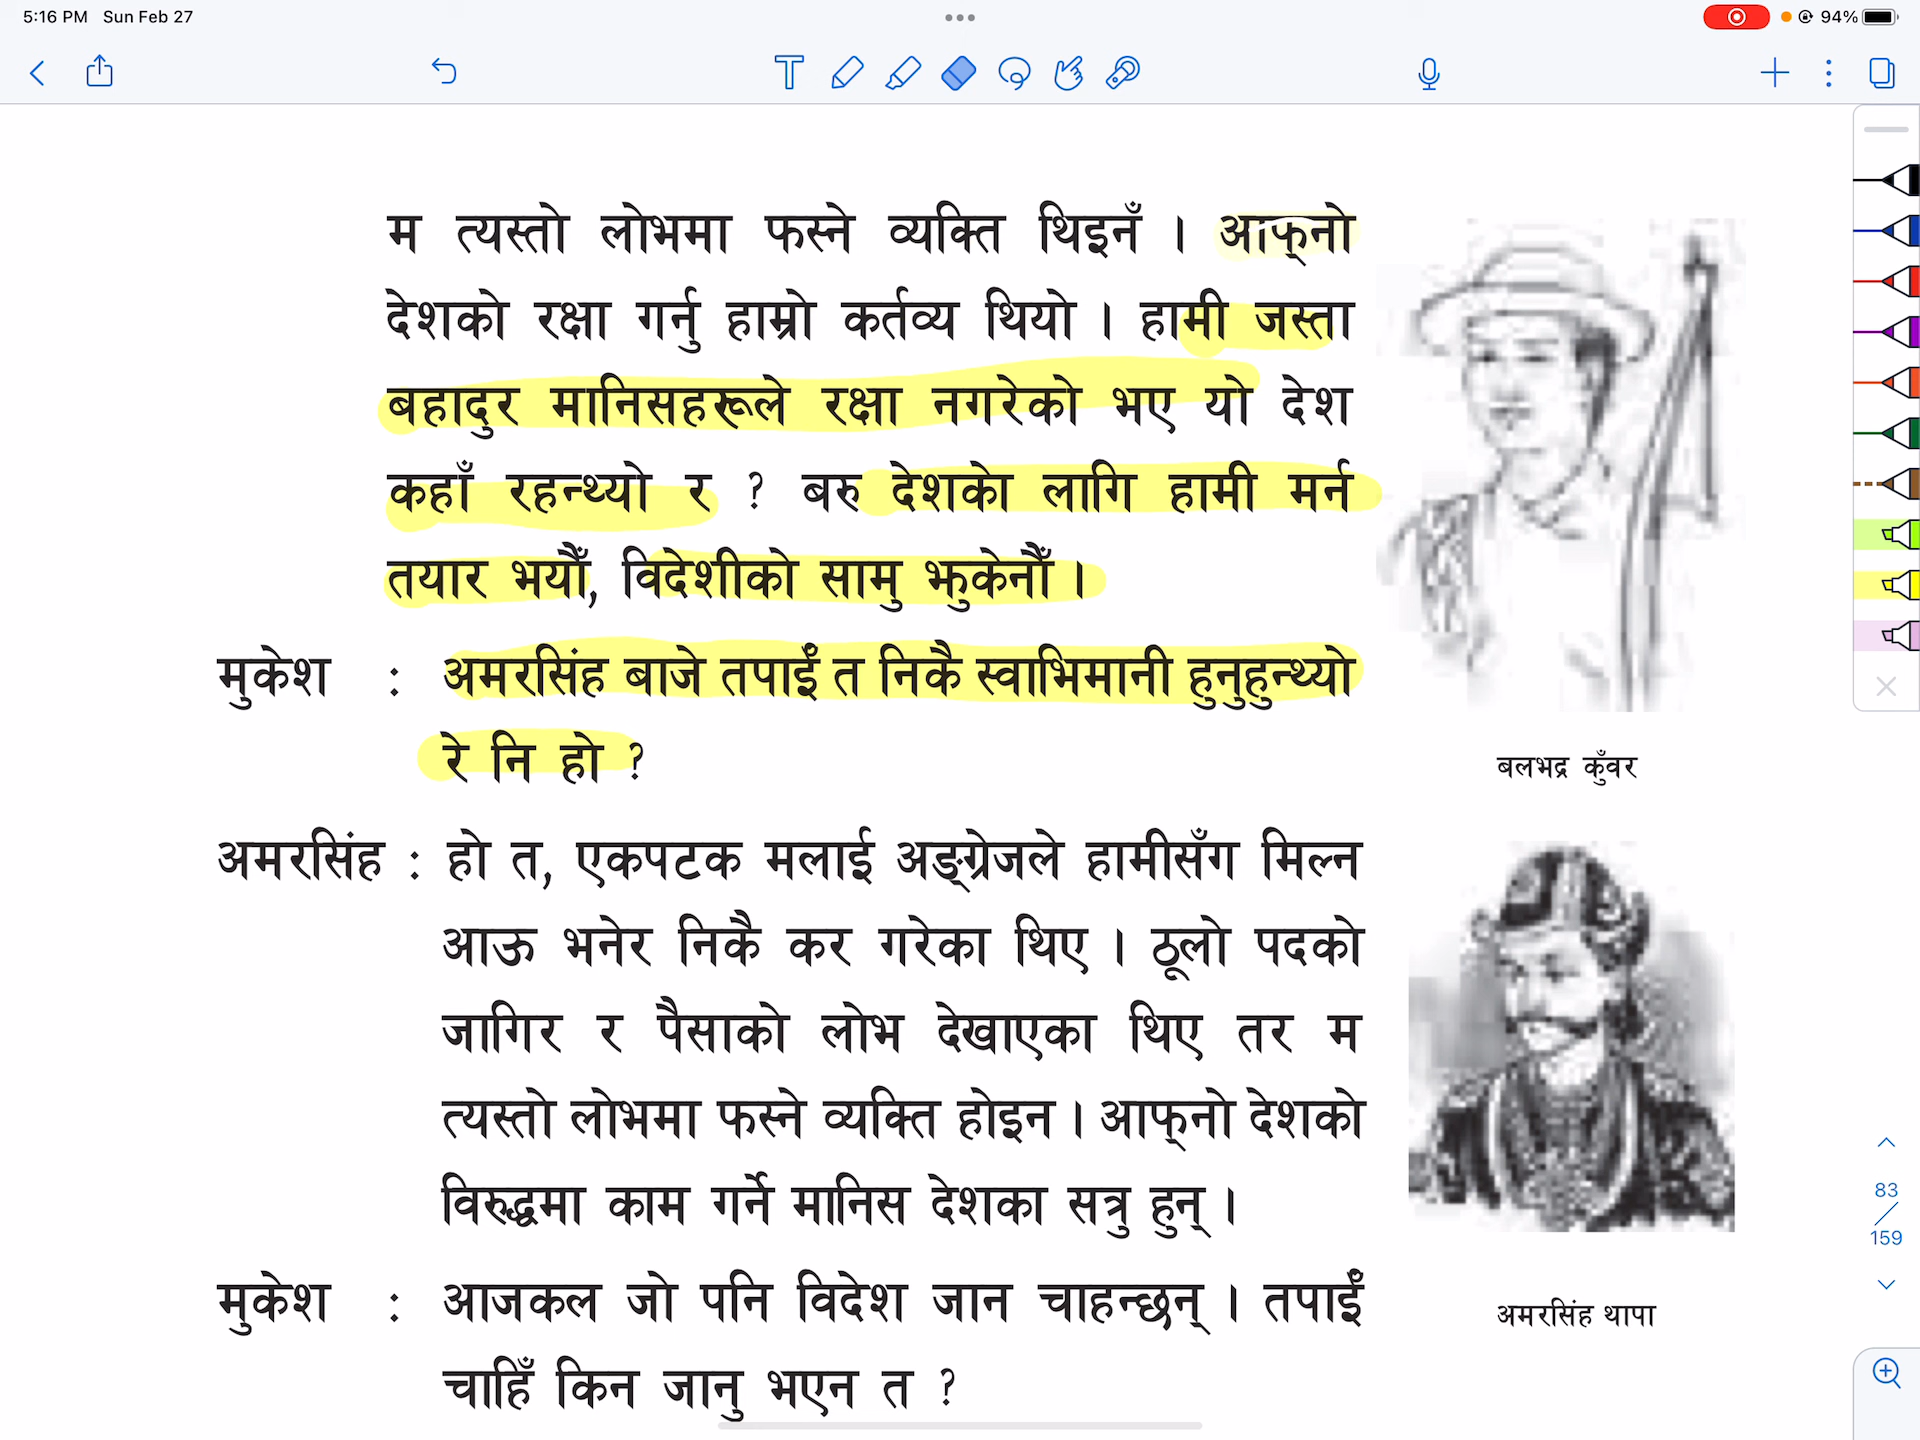 5:16 PM Sun Feb 27
94%
म त्यस्तो लोभमा फस्ने व्यक्ति थिइनँ । आफ्‌नो
देशको रक्षा गर्नु हाम्रो कर्तव्य थियो । हामी जस्ता
बहादुर मानिसहरूले रक्षा नगरेको भए यो देश
कहाँ रहन्थ्यो र ? बरु देशको लागि हामी मर्न
तयार भयौँ, विदेशीको सामु झुकेनौँ ।
मुकेश : अमरसिंह बाजे तपाईँ त निकै स्वाभिमानी हुनुहुन्थ्यो
रे नि हो ?
बलभद्र कुँवर
अमरसिंह : हो त, एकपटक मलाई अङ्ग्रेजले हामीसँग मिल्न
आऊ भनेर निकै कर गरेका थिए । ठूलो पदको
जागिर र पैसाको लोभ देखाएका थिए तर म
त्यस्तो लोभमा फस्ने व्यक्ति होइन । आफ्‌नो देशको
विरुद्धमा काम गर्ने मानिस देशका सत्रु हुन् ।
मुकेश : आजकल जो पनि विदेश जान चाहन्छन् । तपाईँ
चाहिँ किन जानु भएन त ?
अमरसिंह थापा
83
159